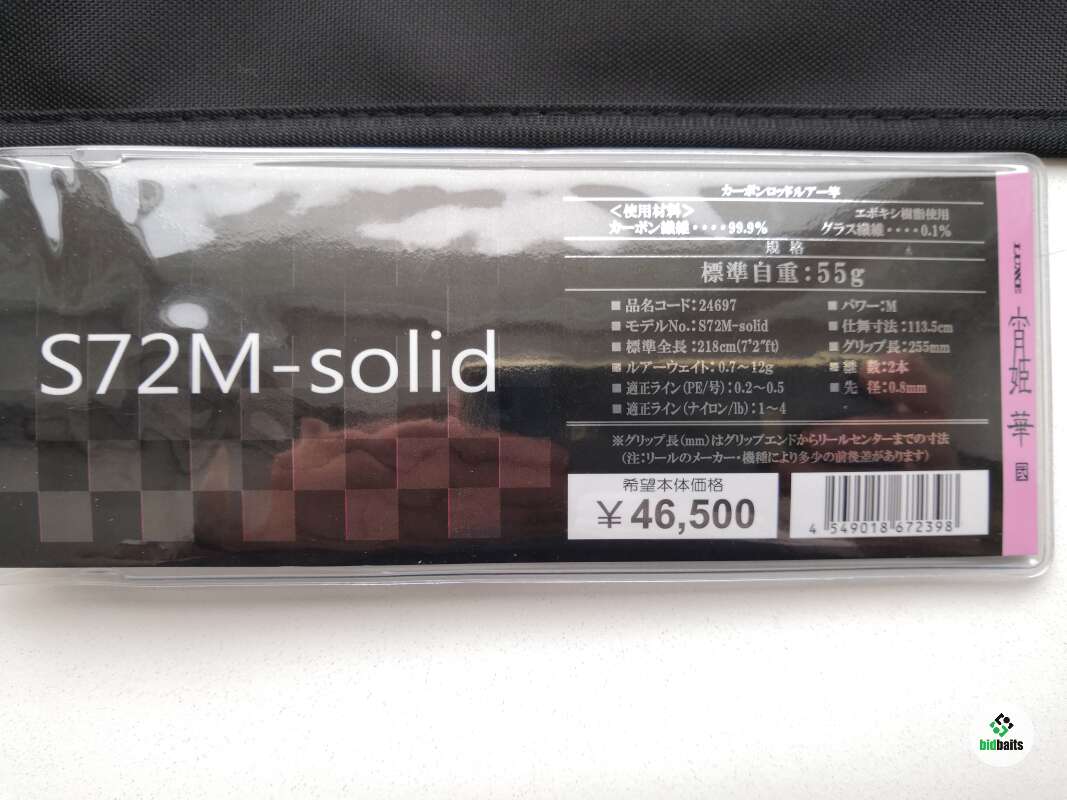 カーボンロッドルアー竿
＜使用材料＞ エポキシ樹脂使用
カーボン繊維・・・・99.9% グラス繊維・・・・0.1%
規格
標準自重：55g
■品名コード：24697 ■パワー：M
■モデルNo.：S72M-solid ■仕舞寸法：113.5cm
■標準全長：218cm(7'2"ft) ■グリップ長：255mm
■ルアーウェイト：0.7～12g ■継 数：2本
■適正ライン(PE/号)：0.2～0.5 ■先 径：0.8mm
■適正ライン(ナイロン/lb)：1～4
※グリップ長(mm)はグリップエンドからリールセンターまでの寸法
(注：リールのメーカー・機種により多少の前後差があります)
S72M-solid
希望本体価格
￥46,500
4 549018 672398
LUXXE
宵姫
華
bidbaits